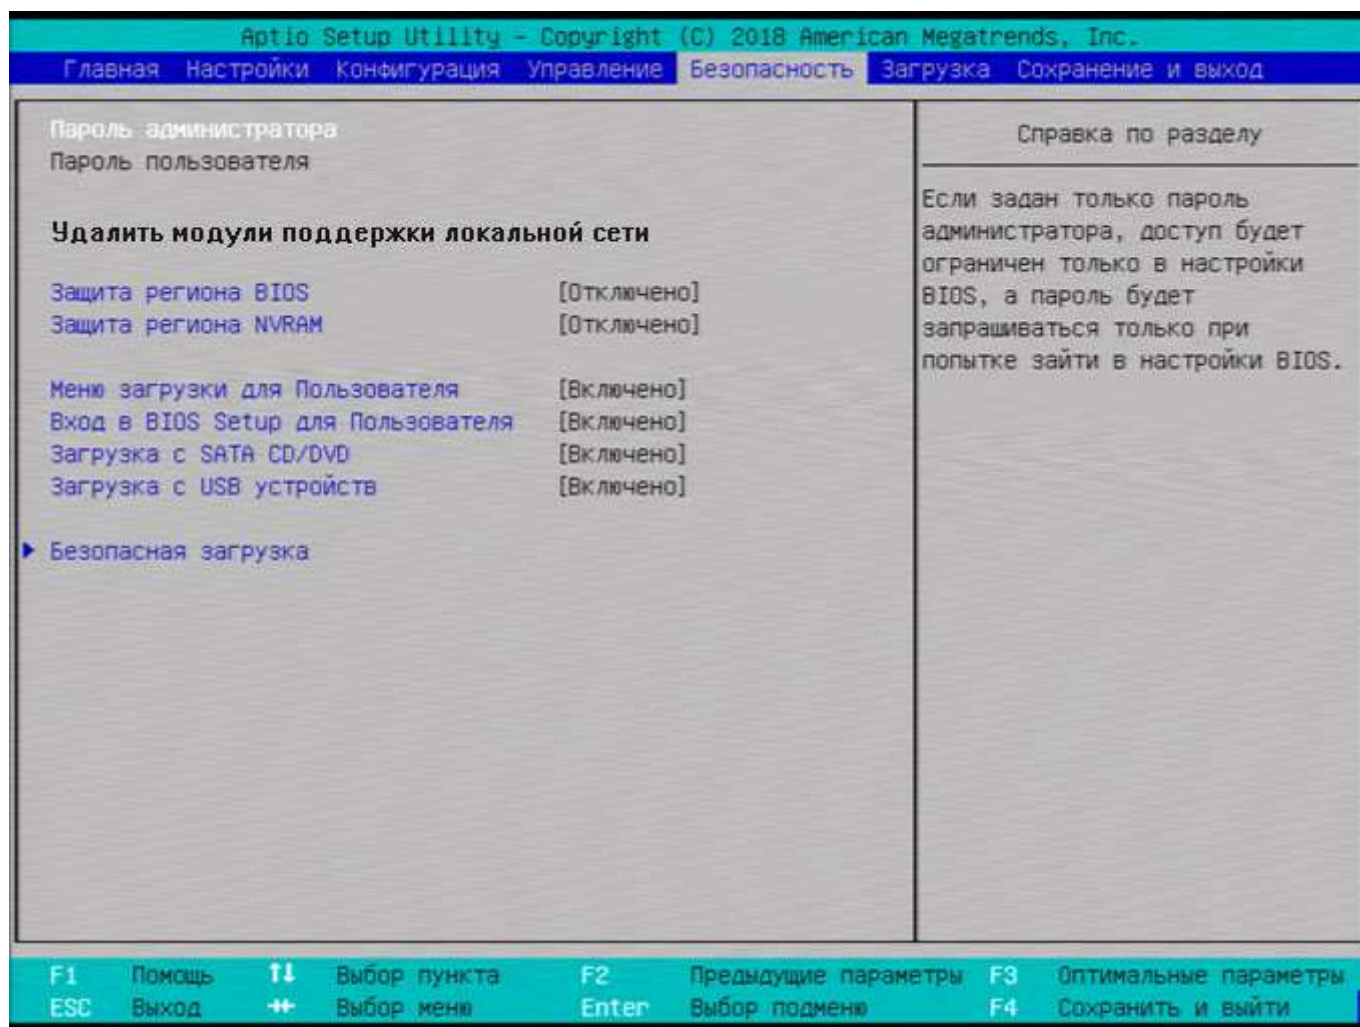 Aptio Setup Utility - Copyright (C) 2018 American Megatrends, Inc.
Главная Настройки Конфигурация Управление Безопасность Загрузка Сохранение и выход
Пароль администратора
Пароль пользователя
Удалить модули поддержки локальной сети
Защита региона BIOS [Отключено]
Защита региона NVRAM [Отключено]
Меню загрузки для Пользователя [Включено]
Вход в BIOS Setup для Пользователя [Включено]
Загрузка с SATA CD/DVD [Включено]
Загрузка с USB устройств [Включено]
Безопасная загрузка
Справка по разделу
Если задан только пароль
администратора, доступ будет
ограничен только в настройки
BIOS, а пароль будет
запрашиваться только при
попытке зайти в настройки BIOS.
F1 Помощь ↑↓ Выбор пункта F2 Предыдущие параметры F3 Оптимальные параметры
ESC Выход →← Выбор меню Enter Выбор подменю F4 Сохранить и выйти